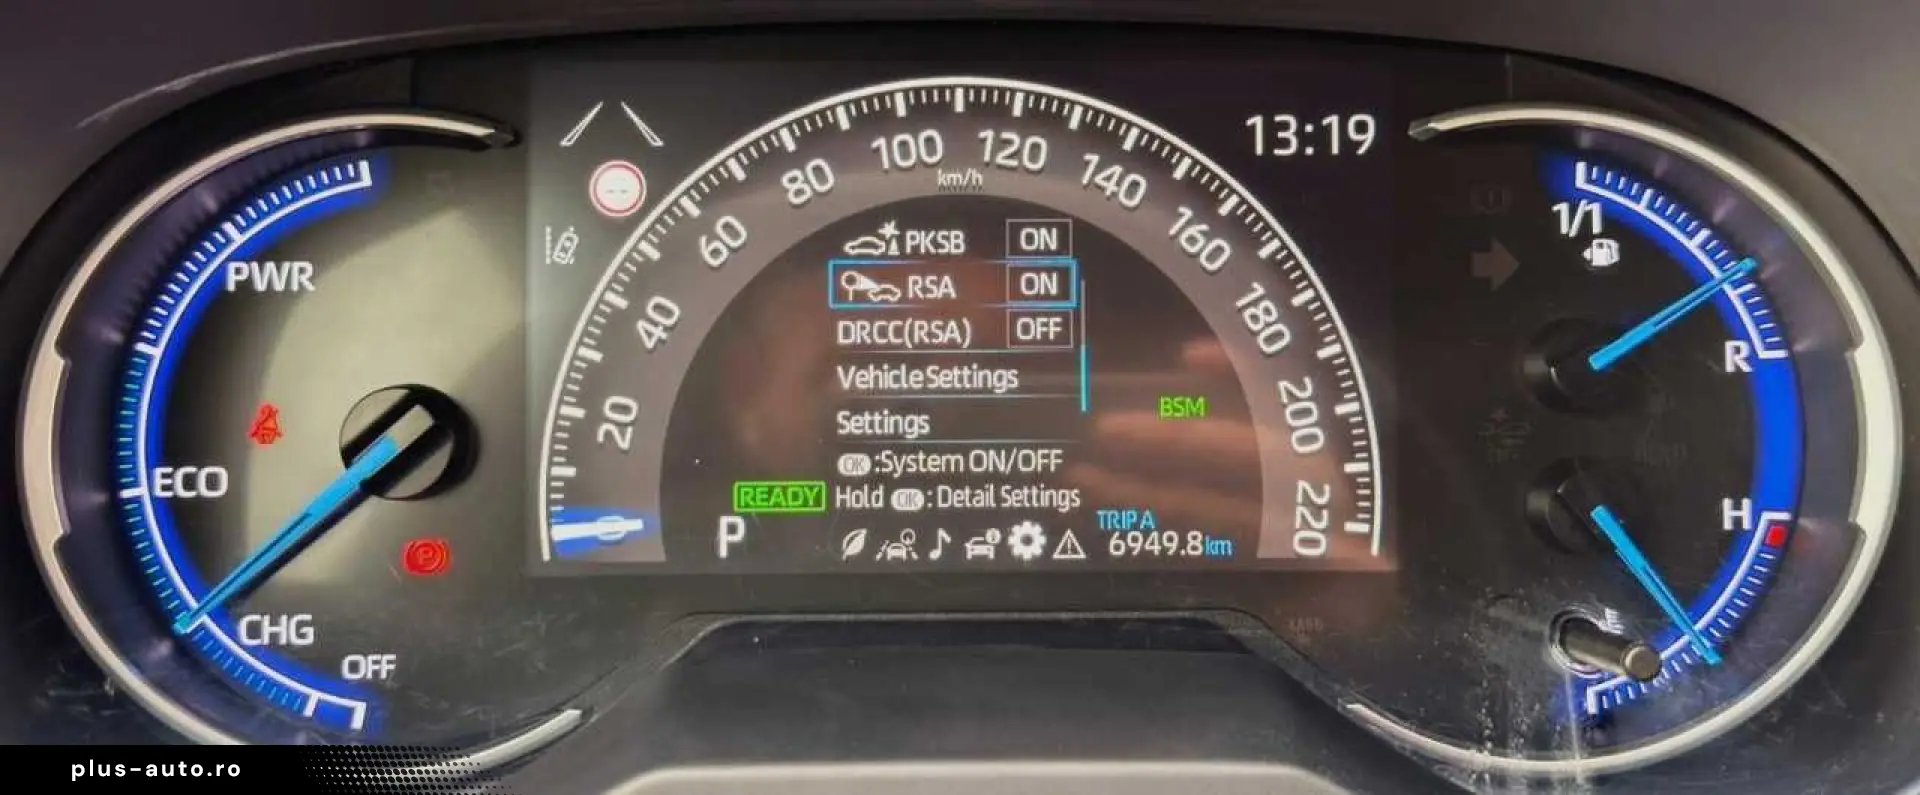 13:19
20
40
60
80
100
120
140
160
180
200
220
km/h
PKSB ON
RSA ON
DRCC(RSA) OFF
Vehicle Settings
Settings
OK :System ON/OFF
READY Hold OK : Detail Settings
P
TRIP A
6949.8 km
BSM
PWR
ECO
CHG
OFF
1/1
R
H
plus-auto.ro